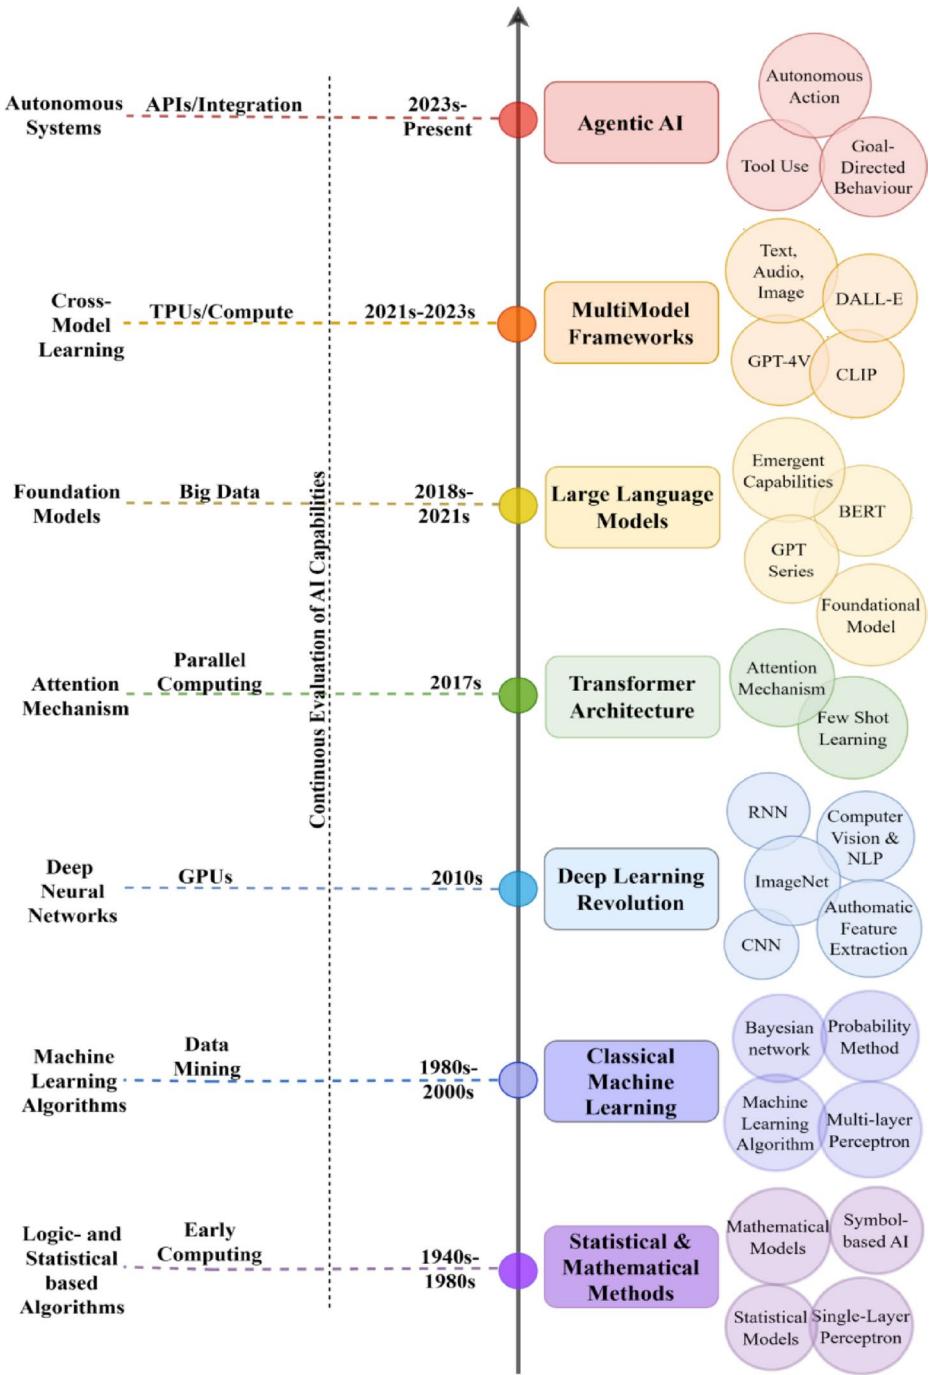 Autonomous
Systems
APIs/Integration
2023s-
Present
Agentic AI
Autonomous
Action
Tool Use
Goal-
Directed
Behaviour
Cross-
Model
Learning
TPUs/Compute
2021s-2023s
MultiModel
Frameworks
Text,
Audio,
Image
DALL-E
GPT-4V
CLIP
Foundation
Models
Big Data
2018s-
2021s
Large Language
Models
Emergent
Capabilities
BERT
GPT
Series
Foundational
Model
Continuous Evaluation of AI Capabilities
Attention
Mechanism
Parallel
Computing
2017s
Transformer
Architecture
Attention
Mechanism
Few Shot
Learning
Deep
Neural
Networks
GPUs
2010s
Deep Learning
Revolution
RNN
Computer
Vision &
NLP
ImageNet
CNN
Authomatic
Feature
Extraction
Machine
Learning
Algorithms
Data
Mining
1980s-
2000s
Classical
Machine
Learning
Bayesian
network
Probability
Method
Machine
Learning
Algorithm
Multi-layer
Perceptron
Logic- and
Statistical
based
Algorithms
Early
Computing
1940s-
1980s
Statistical &
Mathematical
Methods
Mathematical
Models
Symbol-
based AI
Statistical
Models
Single-Layer
Perceptron